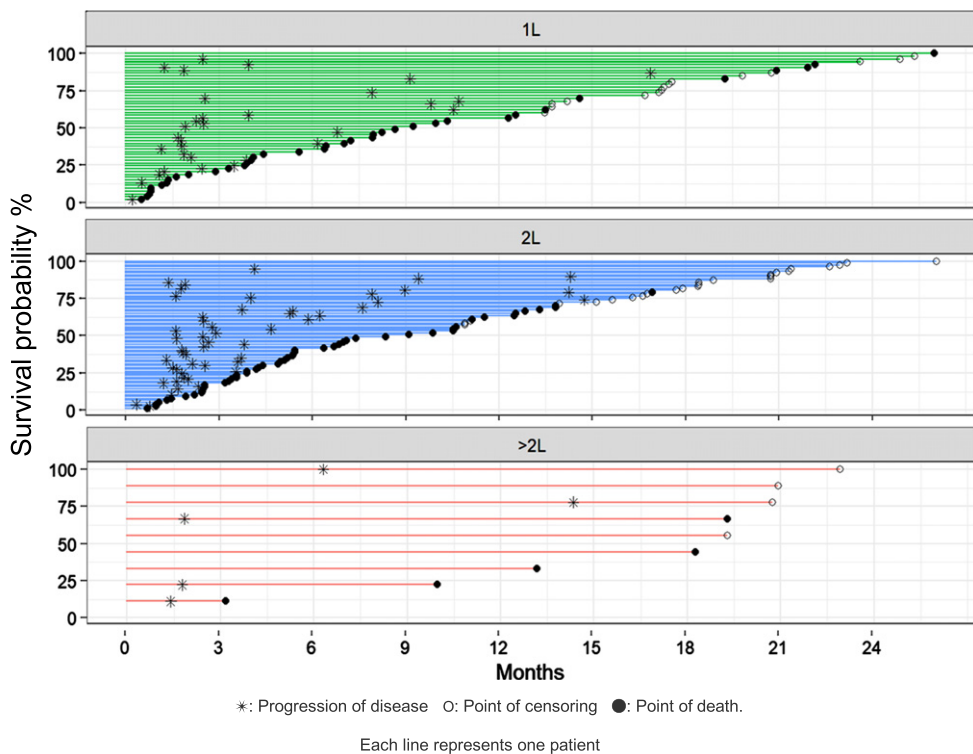 1L
100
75
50
25
0
2L
100
75
50
25
0
>2L
100
75
50
25
0
Survival probability %
0 3 6 9 12 15 18 21 24
Months
✳: Progression of disease O: Point of censoring ●: Point of death.
Each line represents one patient